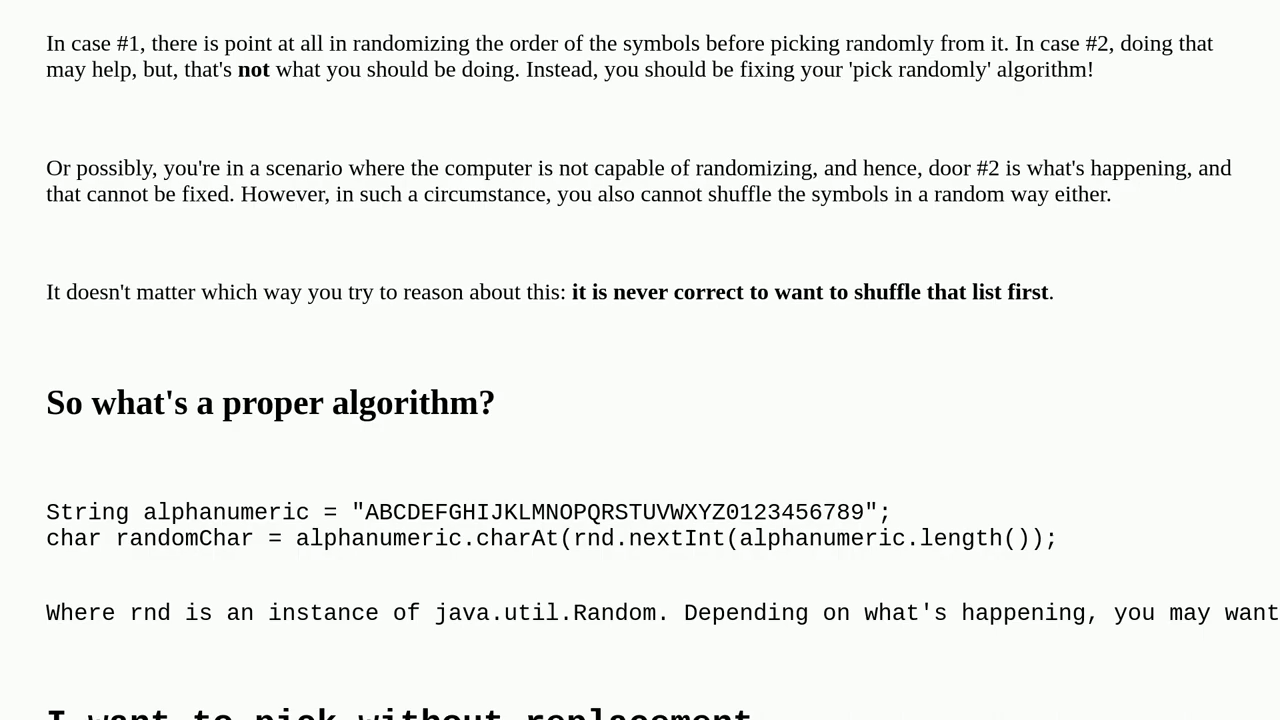 In case #1, there is point at all in randomizing the order of the symbols before picking randomly from it. In case #2, doing that
may help, but, that's not what you should be doing. Instead, you should be fixing your 'pick randomly' algorithm!
Or possibly, you're in a scenario where the computer is not capable of randomizing, and hence, door #2 is what's happening, and
that cannot be fixed. However, in such a circumstance, you also cannot shuffle the symbols in a random way either.
It doesn't matter which way you try to reason about this: it is never correct to want to shuffle that list first.
So what's a proper algorithm?
String alphanumeric = "ABCDEFGHIJKLMNOPQRSTUVWXYZ0123456789";
char randomChar = alphanumeric.charAt(rnd.nextInt(alphanumeric.length());
Where rnd is an instance of java.util.Random. Depending on what's happening, you may want
I want to pick without replacement